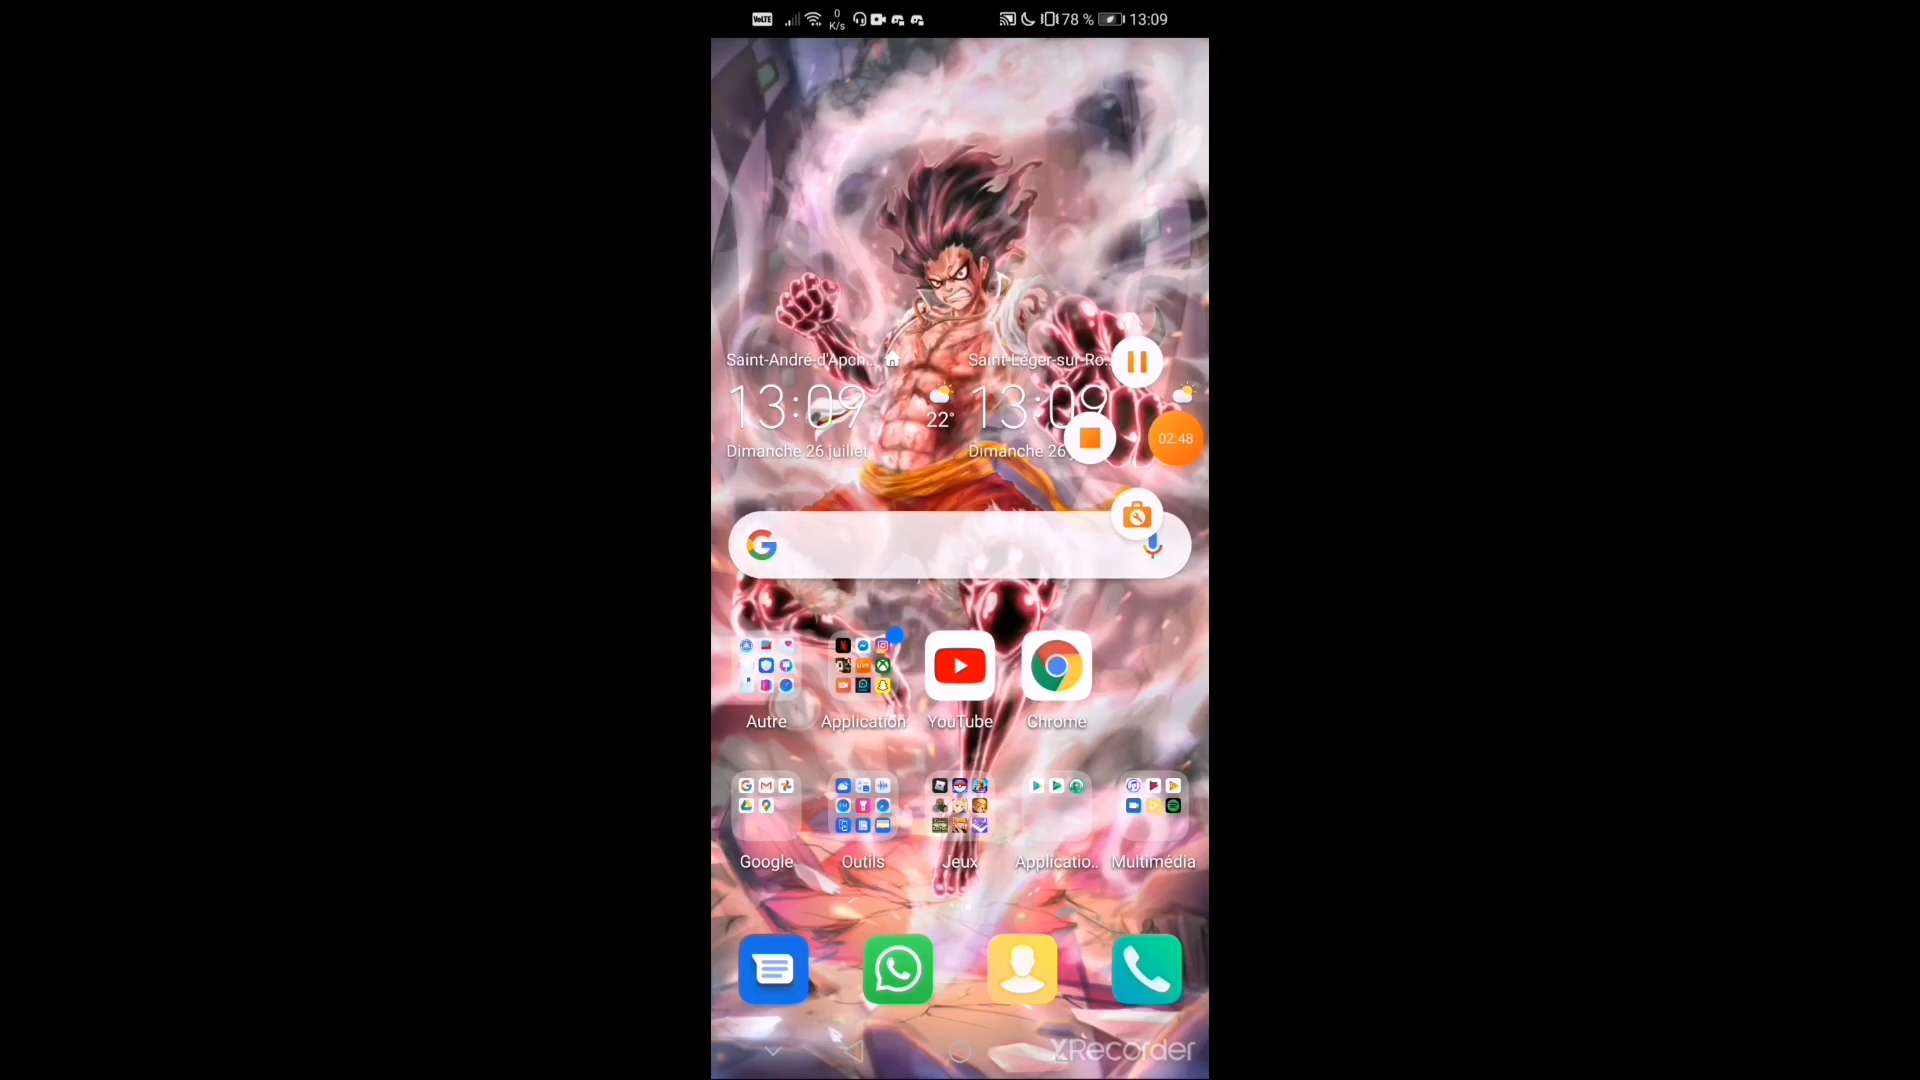 VoLTE 0 K/s 78 % 13:09
Saint-André-d'Apch... Saint-Léger-sur-Ro...
13:09 22° 13:09
Dimanche 26 juillet Dimanche 26 j
02:48
Autre Application YouTube Chrome
Google Outils Jeux Applicatio... Multimédia
XRecorder